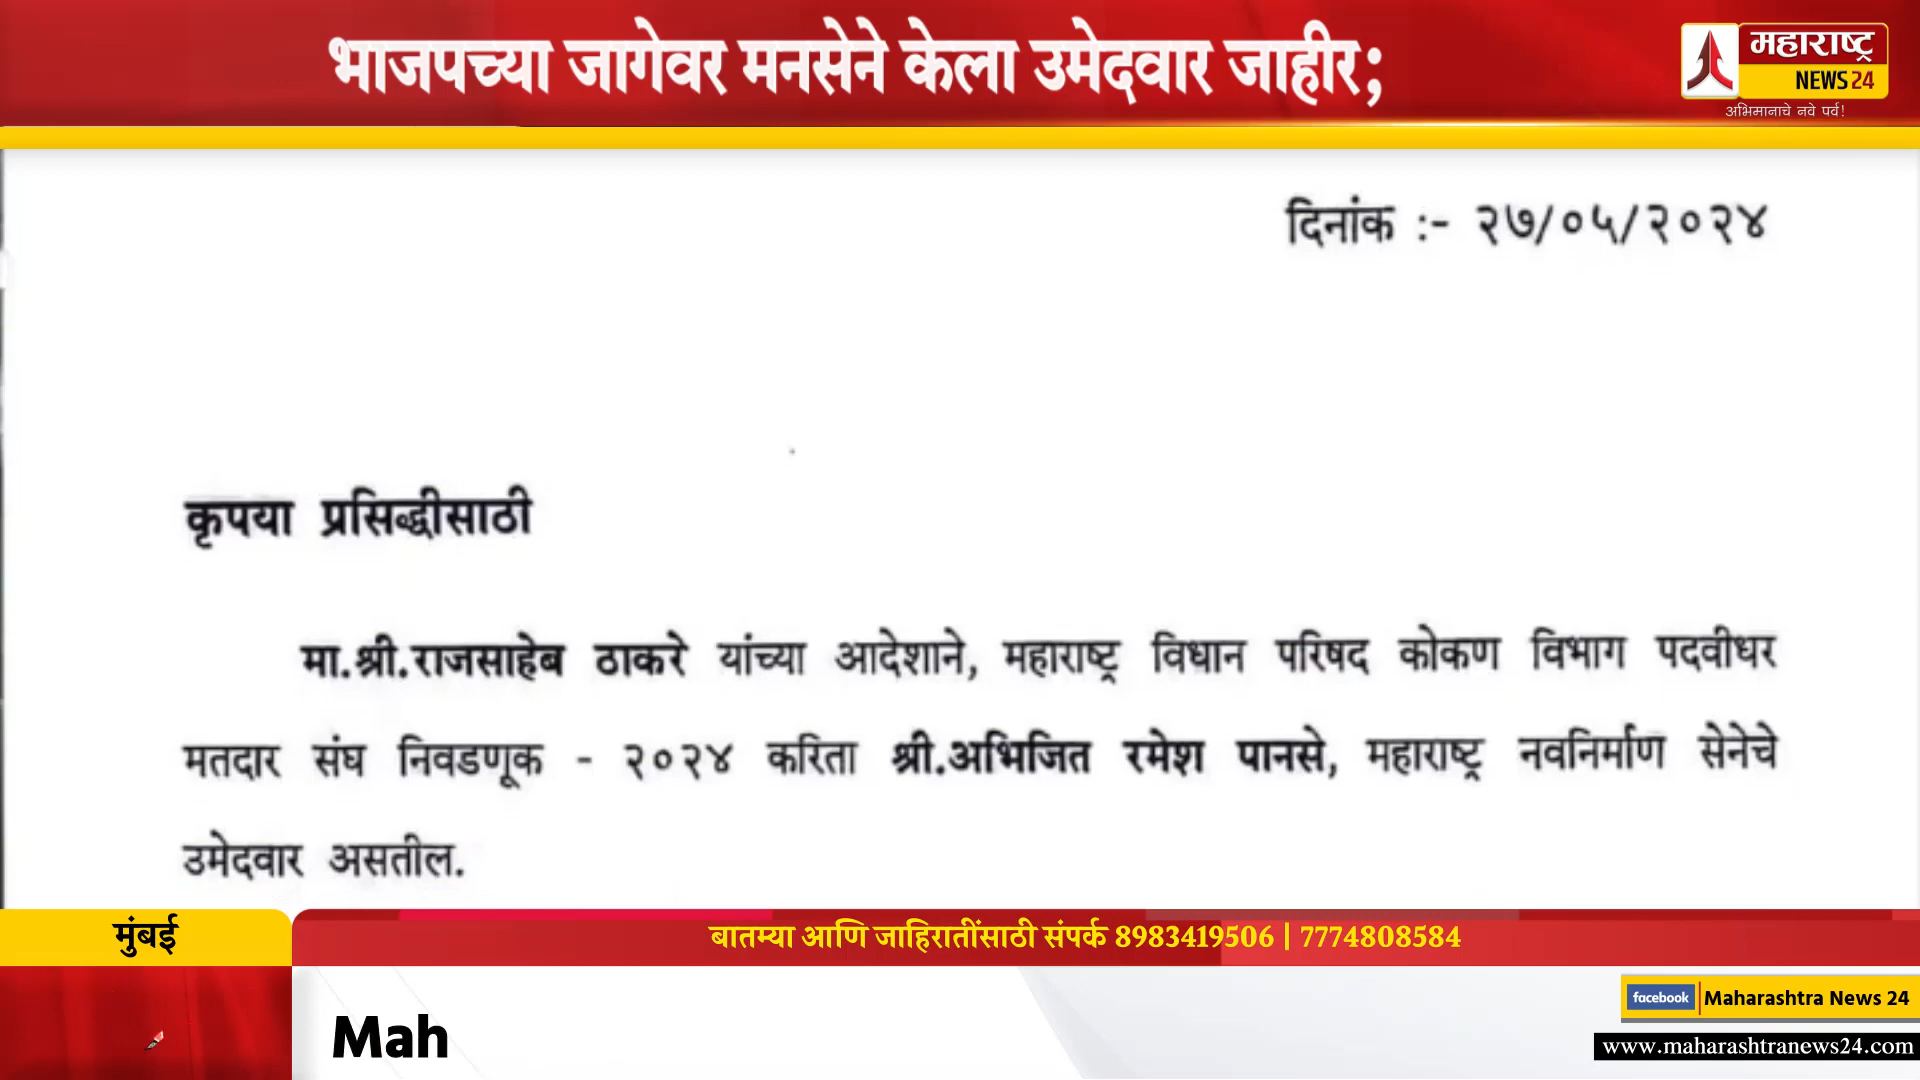 भाजपच्या जागेवर मनसेने केला उमेदवार जाहीर;
महाराष्ट्र
NEWS 24
अभिमानाचे नवे पर्व!
दिनांक :- २७/०५/२०२४
कृपया प्रसिद्धीसाठी
मा.श्री.राजसाहेब ठाकरे यांच्या आदेशाने, महाराष्ट्र विधान परिषद कोकण विभाग पदवीधर
मतदार संघ निवडणूक - २०२४ करिता श्री.अभिजित रमेश पानसे, महाराष्ट्र नवनिर्माण सेनेचे
उमेदवार असतील.
मुंबई
बातम्या आणि जाहिरातींसाठी संपर्क 8983419506 | 7774808584
Mah
facebook Maharashtra News 24
www.maharashtranews24.com